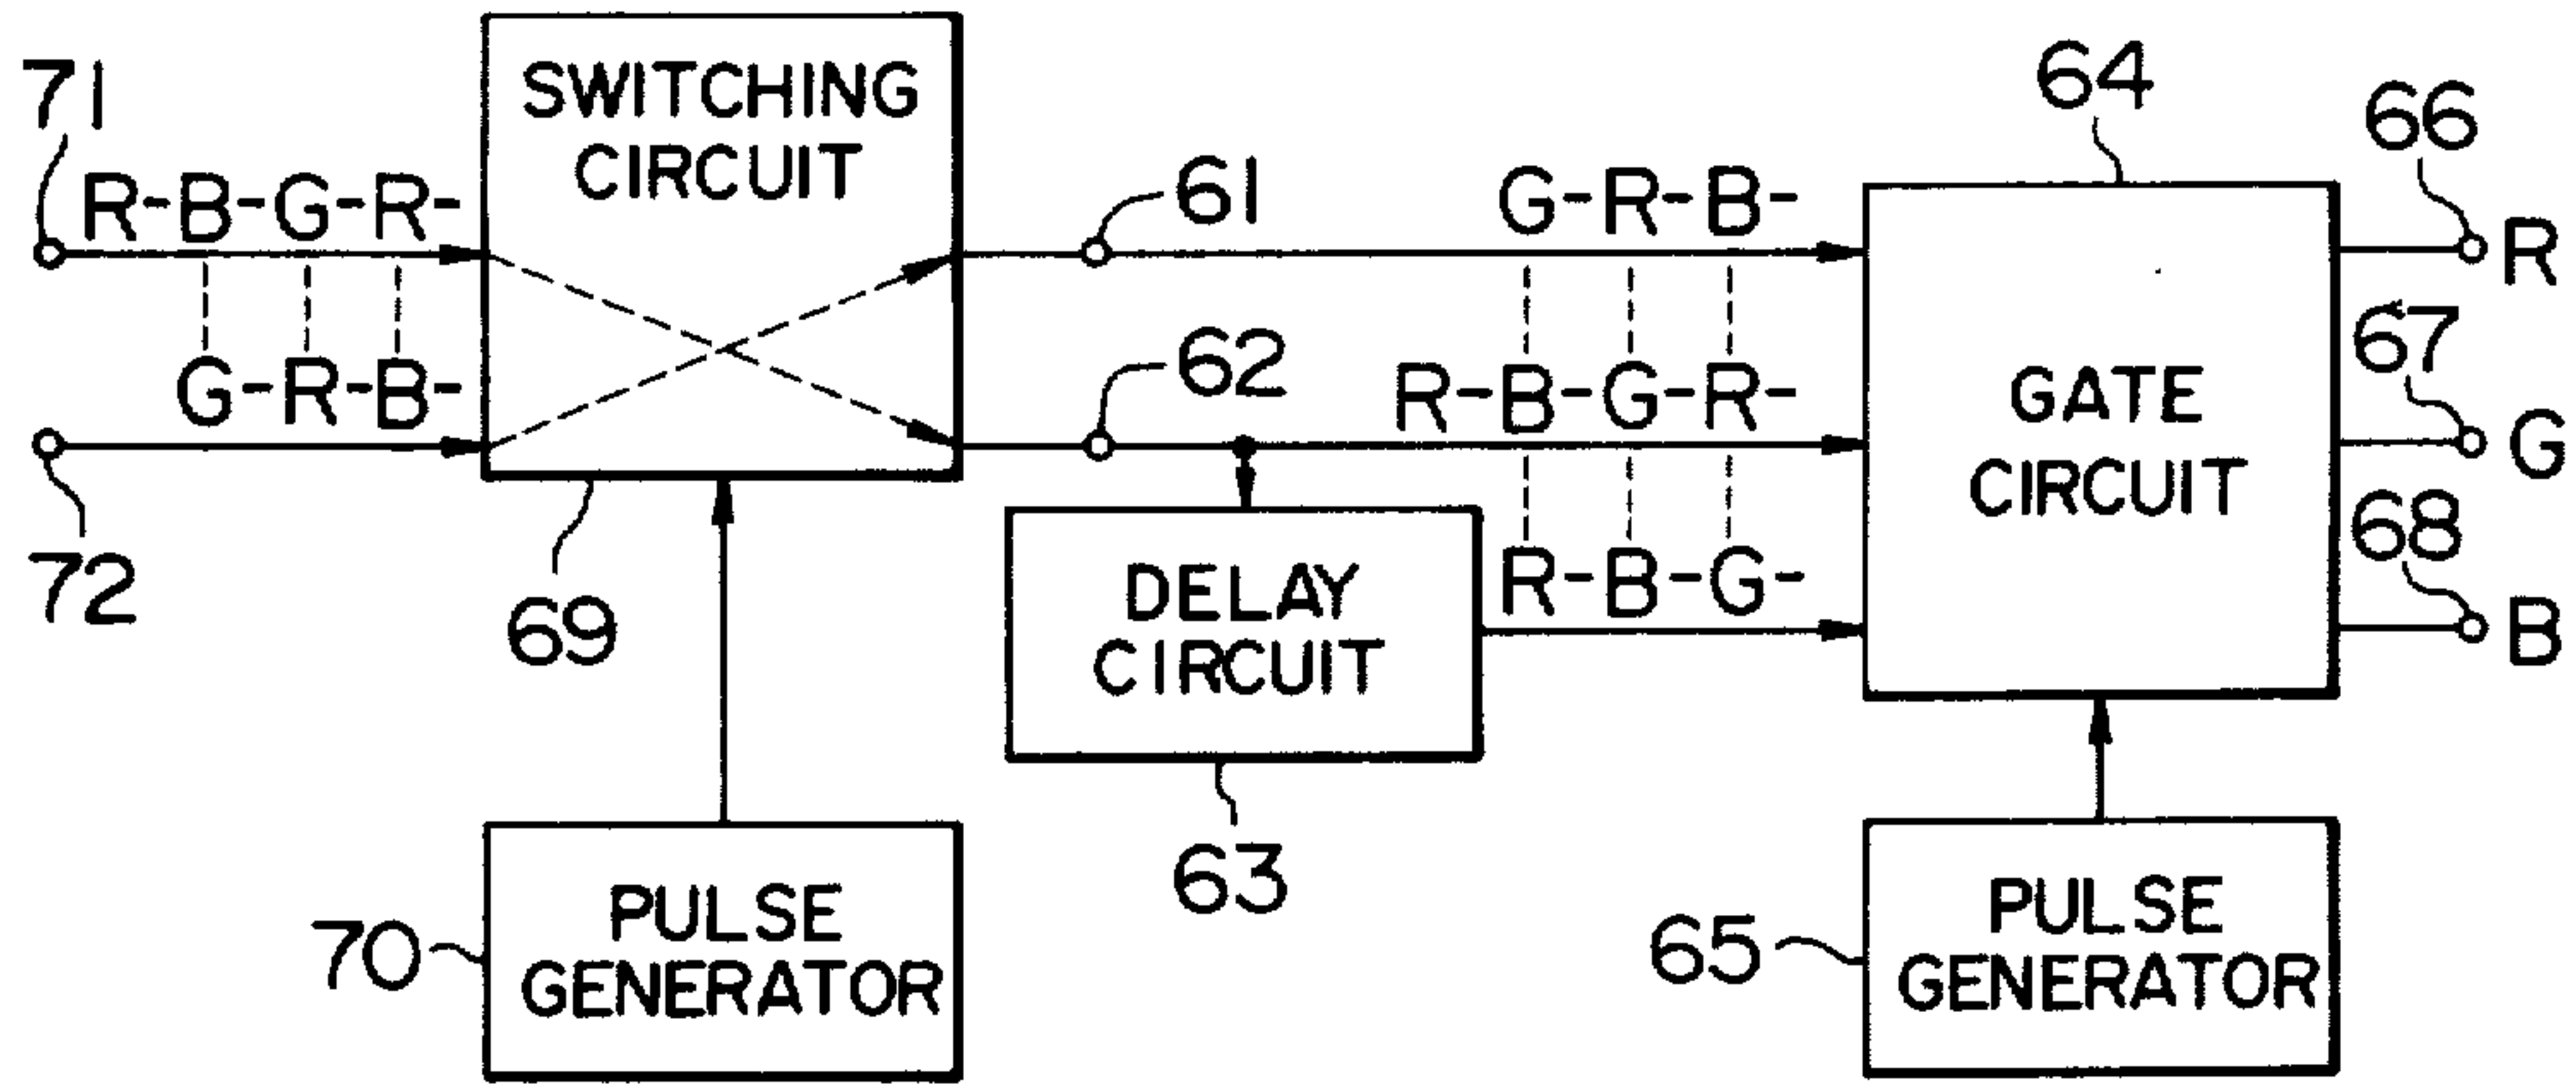 71
R-B-G-R-
G-R-B-
72
SWITCHING
CIRCUIT
69
70
PULSE
GENERATOR
61
62
G-R-B-
R-B-G-R-
R-B-G-
DELAY
CIRCUIT
63
64
GATE
CIRCUIT
65
PULSE
GENERATOR
66
R
67
G
68
B